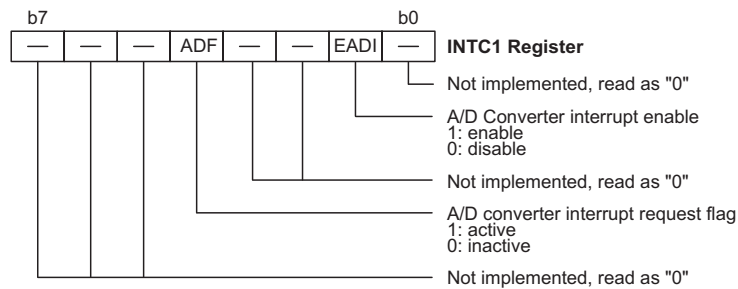 b7 b0
— — — ADF — — EADI — INTC1 Register
Not implemented, read as "0"
A/D Converter interrupt enable
1: enable
0: disable
Not implemented, read as "0"
A/D converter interrupt request flag
1: active
0: inactive
Not implemented, read as "0"